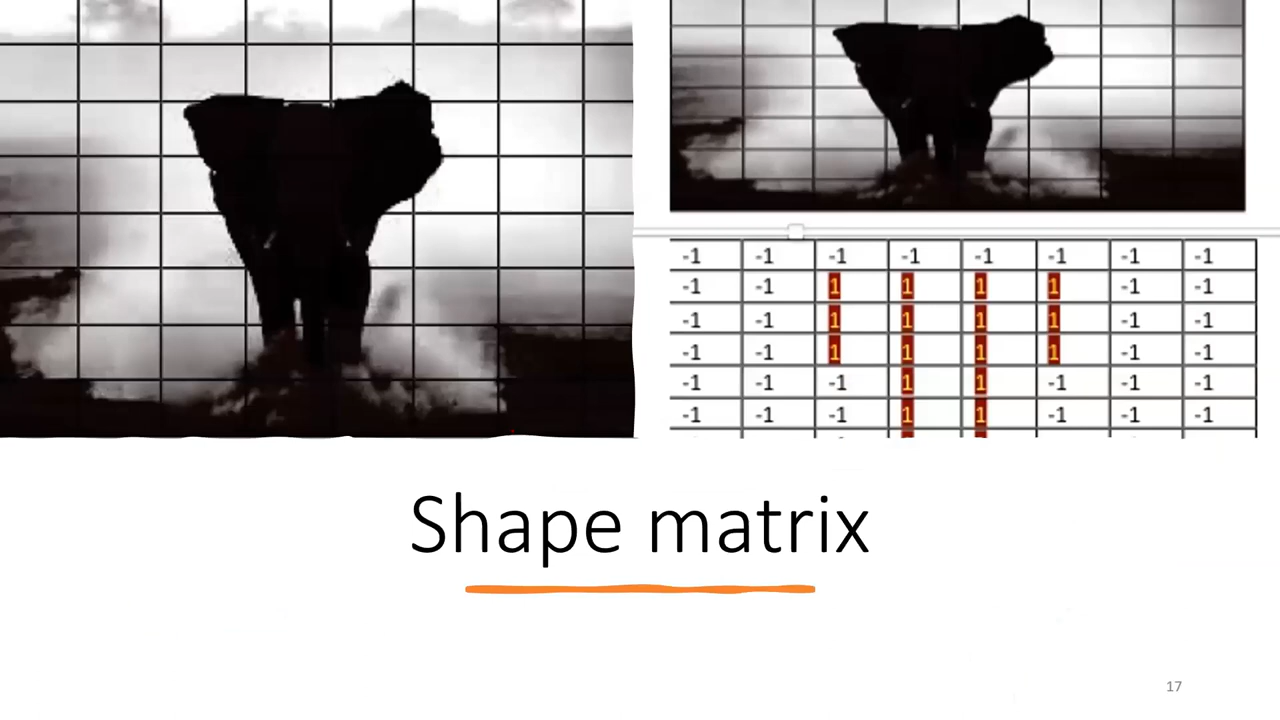 -1 -1 -1 -1 -1 -1 -1 -1
-1 -1 1 1 1 1 -1 -1
-1 -1 1 1 1 1 -1 -1
-1 -1 1 1 1 1 -1 -1
-1 -1 -1 1 1 -1 -1 -1
-1 -1 -1 1 1 -1 -1 -1
Shape matrix
17